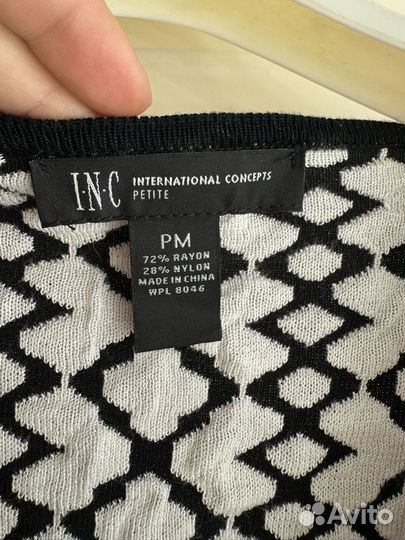 I·N·C INTERNATIONAL CONCEPTS
PETITE
PM
72% RAYON
28% NYLON
MADE IN CHINA
WPL 8046
Avito